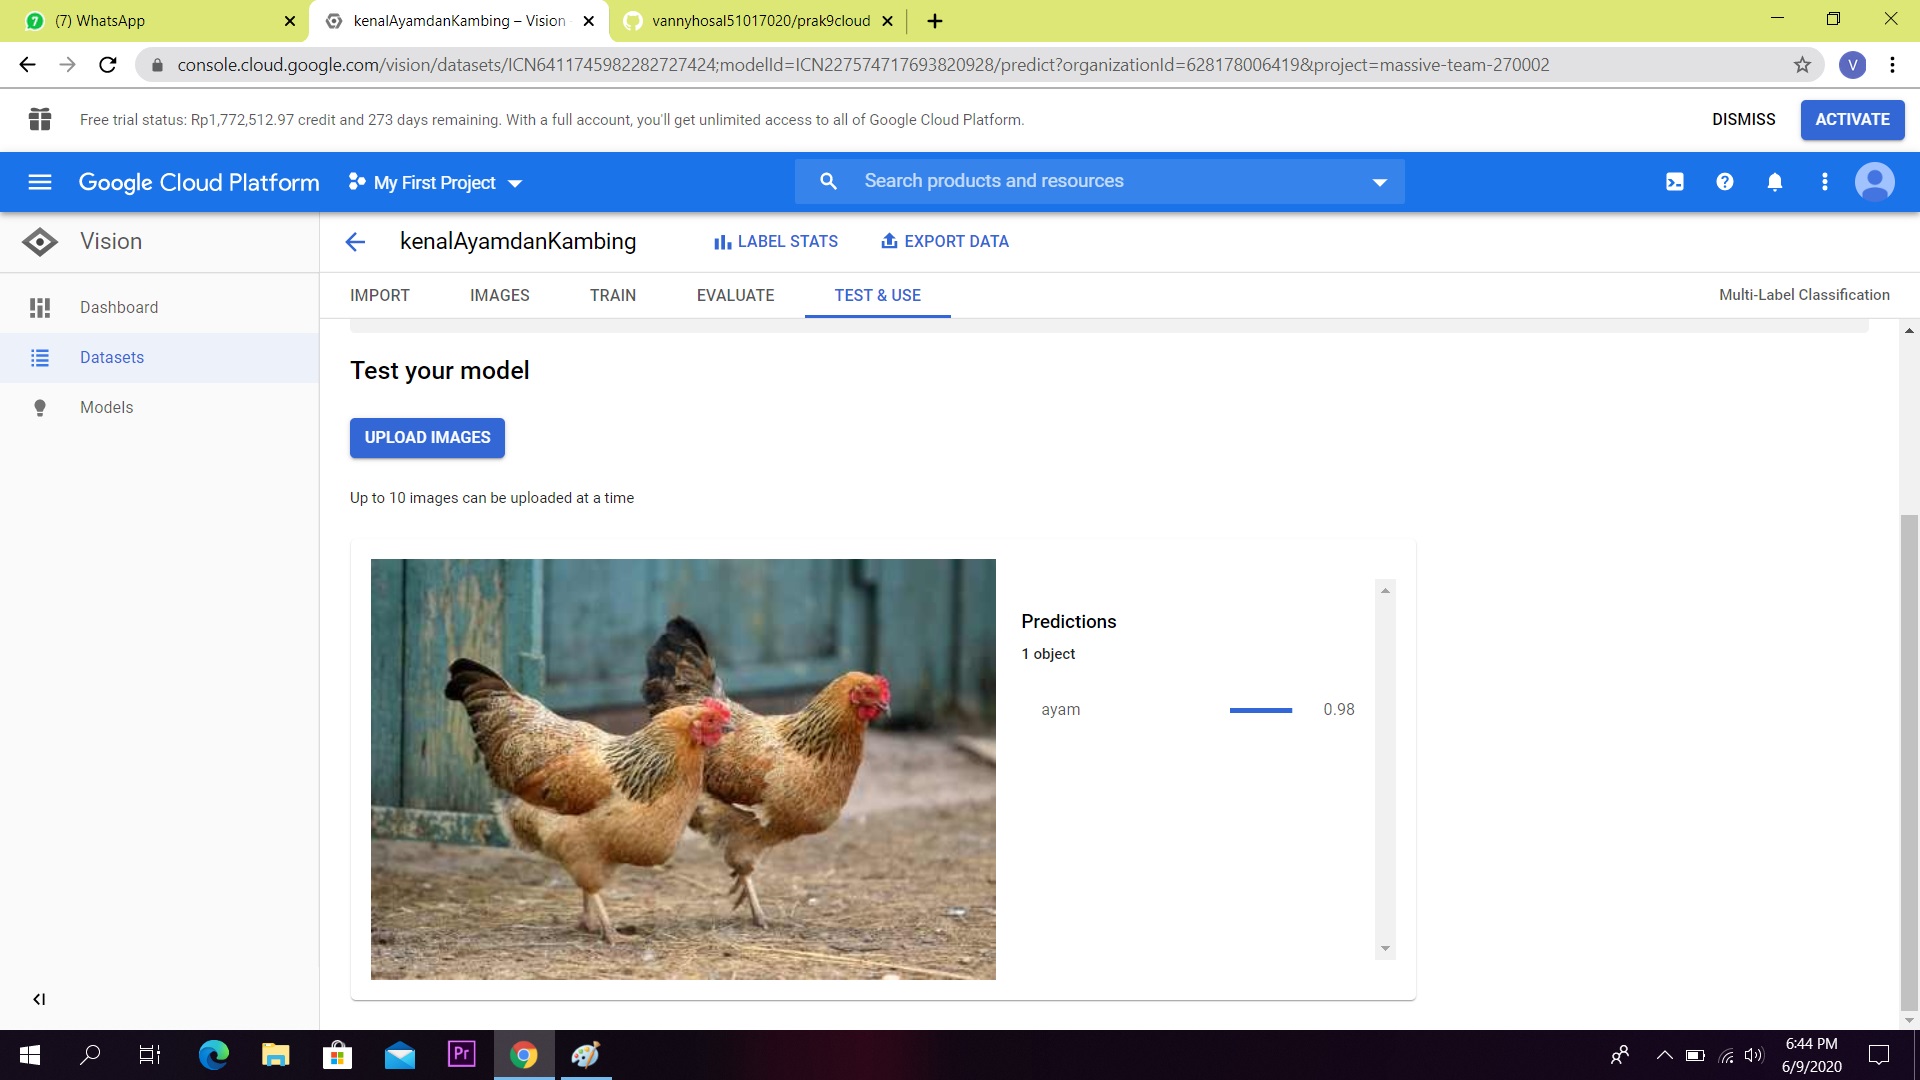 (7) WhatsApp
kenalAyamdanKambing – Vision
vannyhosal51017020/prak9cloud
console.cloud.google.com/vision/datasets/ICN6411745982282727424;modelId=ICN227574717693820928/predict?organizationId=628178006419&project=massive-team-270002
V
Free trial status: Rp1,772,512.97 credit and 273 days remaining. With a full account, you'll get unlimited access to all of Google Cloud Platform.
DISMISS
ACTIVATE
Google Cloud Platform
My First Project
Search products and resources
Vision
kenalAyamdanKambing
LABEL STATS
EXPORT DATA
Dashboard
Datasets
Models
IMPORT
IMAGES
TRAIN
EVALUATE
TEST & USE
Multi-Label Classification
Test your model
UPLOAD IMAGES
Up to 10 images can be uploaded at a time
Predictions
1 object
ayam 0.98
Pr
6:44 PM
6/9/2020